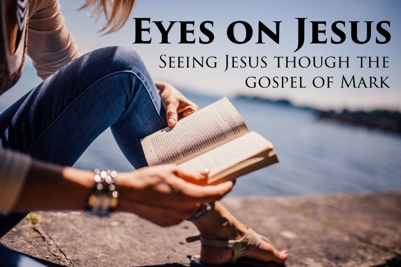 Eyes on Jesus
Seeing Jesus though the
gospel of Mark